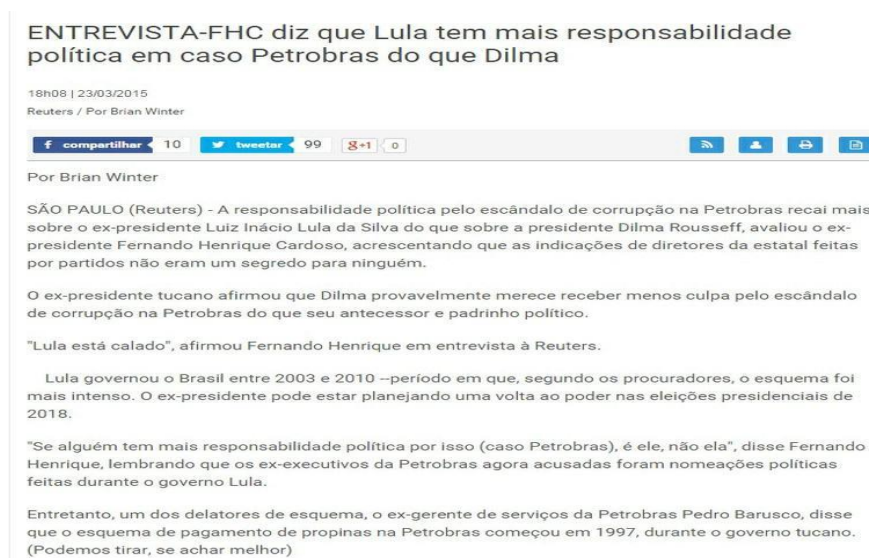 ENTREVISTA-FHC diz que Lula tem mais responsabilidade
política em caso Petrobras do que Dilma
18h08 | 23/03/2015
Reuters / Por Brian Winter
f compartilhar 10 tweetar 99 g+1 0
Por Brian Winter
SÃO PAULO (Reuters) - A responsabilidade política pelo escândalo de corrupção na Petrobras recai mais
sobre o ex-presidente Luiz Inácio Lula da Silva do que sobre a presidente Dilma Rousseff, avaliou o ex-
presidente Fernando Henrique Cardoso, acrescentando que as indicações de diretores da estatal feitas
por partidos não eram um segredo para ninguém.
O ex-presidente tucano afirmou que Dilma provavelmente merece receber menos culpa pelo escândalo
de corrupção na Petrobras do que seu antecessor e padrinho político.
"Lula está calado", afirmou Fernando Henrique em entrevista à Reuters.
Lula governou o Brasil entre 2003 e 2010 --período em que, segundo os procuradores, o esquema foi
mais intenso. O ex-presidente pode estar planejando uma volta ao poder nas eleições presidenciais de
2018.
"Se alguém tem mais responsabilidade política por isso (caso Petrobras), é ele, não ela", disse Fernando
Henrique, lembrando que os ex-executivos da Petrobras agora acusadas foram nomeações políticas
feitas durante o governo Lula.
Entretanto, um dos delatores de esquema, o ex-gerente de serviços da Petrobras Pedro Barusco, disse
que o esquema de pagamento de propinas na Petrobras começou em 1997, durante o governo tucano.
(Podemos tirar, se achar melhor)